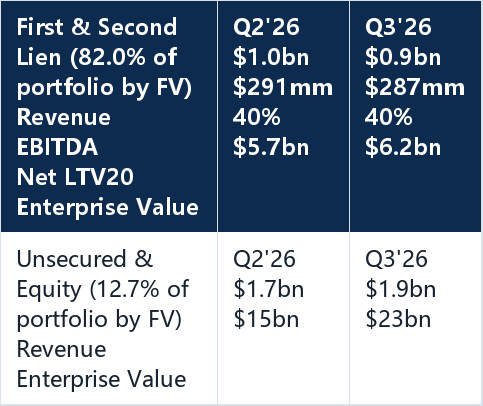 First & Second
Lien (82.0% of
portfolio by FV)
Revenue
EBITDA
Net LTV20
Enterprise Value
Q2'26
$1.0bn
$291mm
40%
$5.7bn
Q3'26
$0.9bn
$287mm
40%
$6.2bn
Unsecured &
Equity (12.7% of
portfolio by FV)
Revenue
Enterprise Value
Q2'26
$1.7bn
$15bn
Q3'26
$1.9bn
$23bn